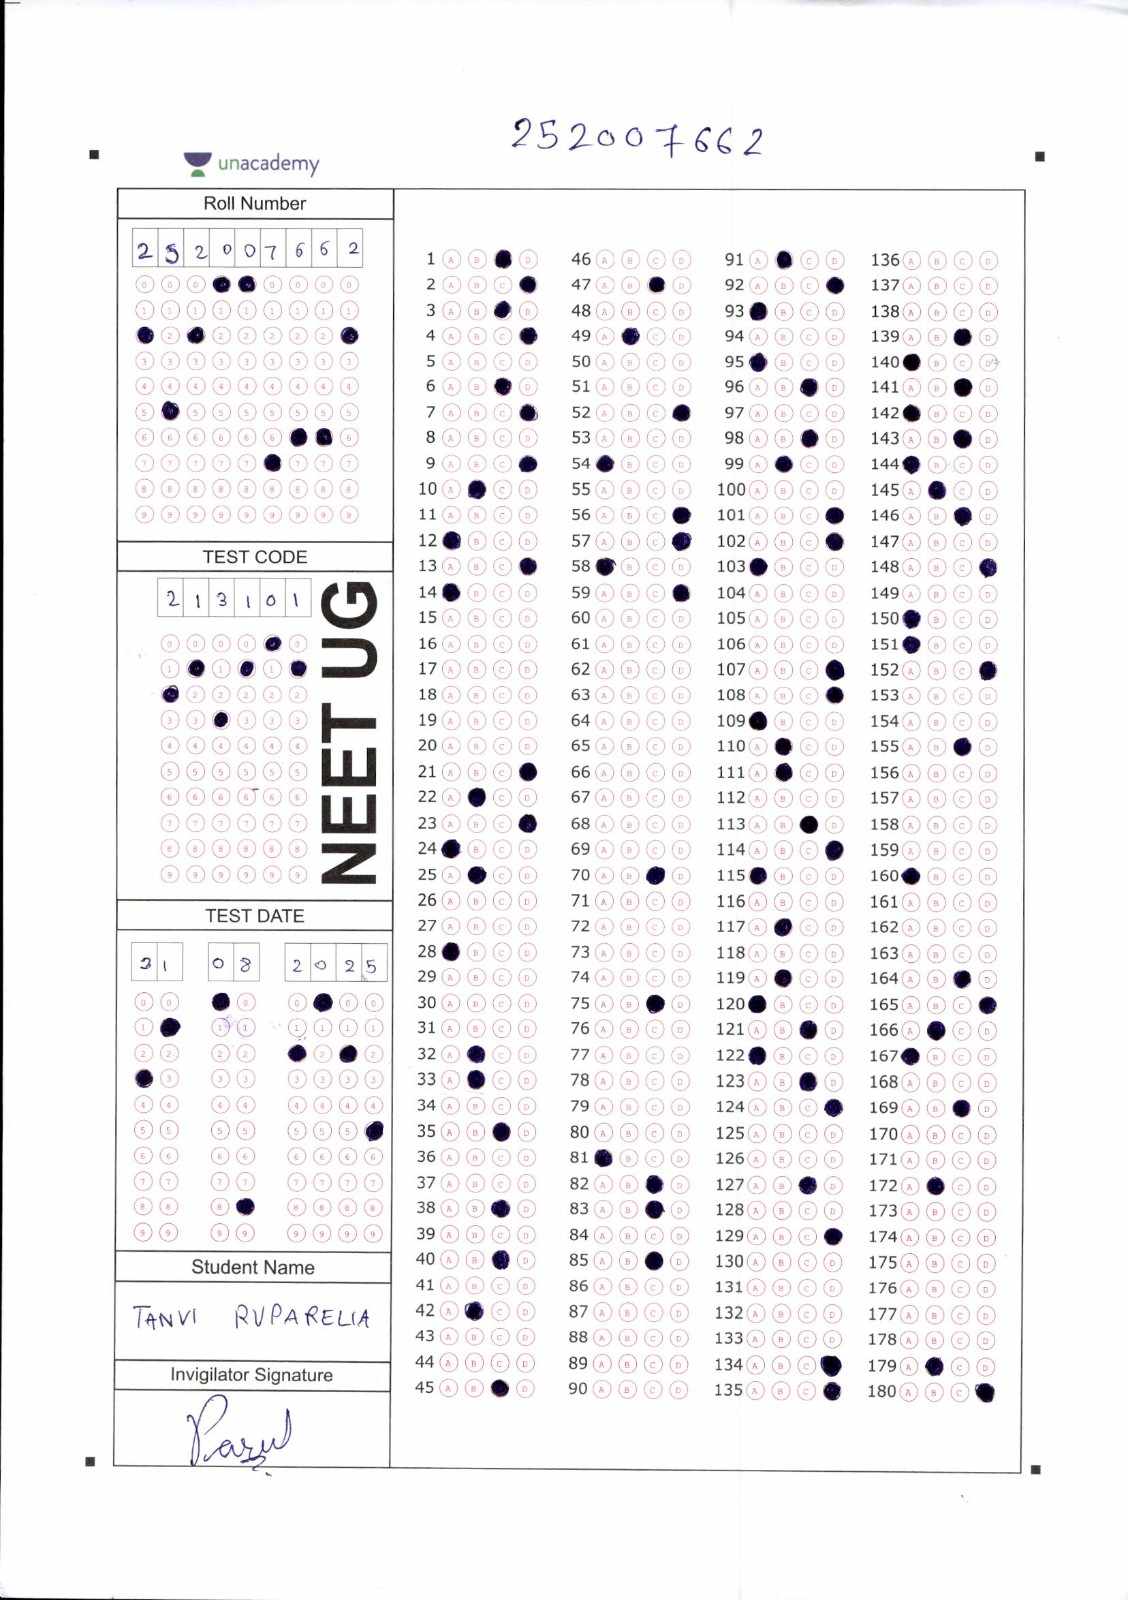 252007662
unacademy
Roll Number
2 5 2 0 0 7 6 6 2
TEST CODE
2 1 3 1 0 1
NEET UG
TEST DATE
31 08 2025
Student Name
TANVI RUPARELIA
Invigilator Signature
1 A B D 46 A B C D 91 A C D 136 A B C D
2 A B C 47 A B D 92 A B C 137 A B C D
3 A B D 48 A B C D 93 B C D 138 A B C D
4 A B C 49 A C D 94 A B C D 139 A B D
5 A B C D 50 A B C D 95 B C D 140 B C D
6 A B D 51 A B C D 96 A B D 141 A B D
7 A B C 52 A B C 97 A B C D 142 B C D
8 A B C D 53 A B C D 98 A B D 143 A B D
9 A B C 54 B C D 99 A C D 144 B C D
10 A C D 55 A B C D 100 A B C D 145 A C D
11 A B C D 56 A B C 101 A B C 146 A B D
12 B C D 57 A B C 102 A B C 147 A B C D
13 A B C 58 B C D 103 B C D 148 A B C
14 B C D 59 A B C 104 A B C D 149 A B C D
15 A B C D 60 A B C D 105 A B C D 150 B C D
16 A B C D 61 A B C D 106 A B C D 151 B C D
17 A B C D 62 A B C D 107 A B C 152 A B C
18 A B C D 63 A B C D 108 A B C 153 A B C D
19 A B C D 64 A B C D 109 B C D 154 A B C D
20 A B C D 65 A B C D 110 A C D 155 A B D
21 A B C 66 A B C D 111 A C D 156 A B C D
22 A C D 67 A B C D 112 A B C D 157 A B C D
23 A B C 68 A B C D 113 A B D 158 A B C D
24 B C D 69 A B C D 114 A B C 159 A B C D
25 A C D 70 A B D 115 B C D 160 B C D
26 A B C D 71 A B C D 116 A B C D 161 A B C D
27 A B C D 72 A B C D 117 A C D 162 A B C D
28 B C D 73 A B C D 118 A B C D 163 A B C D
29 A B C D 74 A B C D 119 A C D 164 A B D
30 A B C D 75 A B D 120 B C D 165 A B C
31 A B C D 76 A B C D 121 A B D 166 A C D
32 A C D 77 A B C D 122 B C D 167 B C D
33 A C D 78 A B C D 123 A B D 168 A B C D
34 A B C D 79 A B C D 124 A B C 169 A B D
35 A B D 80 A B C D 125 A B C D 170 A B C D
36 A B C D 81 B C D 126 A B C D 171 A B C D
37 A B C D 82 A B D 127 A B D 172 A C D
38 A B D 83 A B D 128 A B C D 173 A B C D
39 A B C D 84 A B C D 129 A B C 174 A B C D
40 A B D 85 A B D 130 A B C D 175 A B C D
41 A B C D 86 A B C D 131 A B C D 176 A B C D
42 A C D 87 A B C D 132 A B C D 177 A B C D
43 A B C D 88 A B C D 133 A B C D 178 A B C D
44 A B C D 89 A B C D 134 A B C 179 A C D
45 A B D 90 A B C D 135 A B C 180 A B C